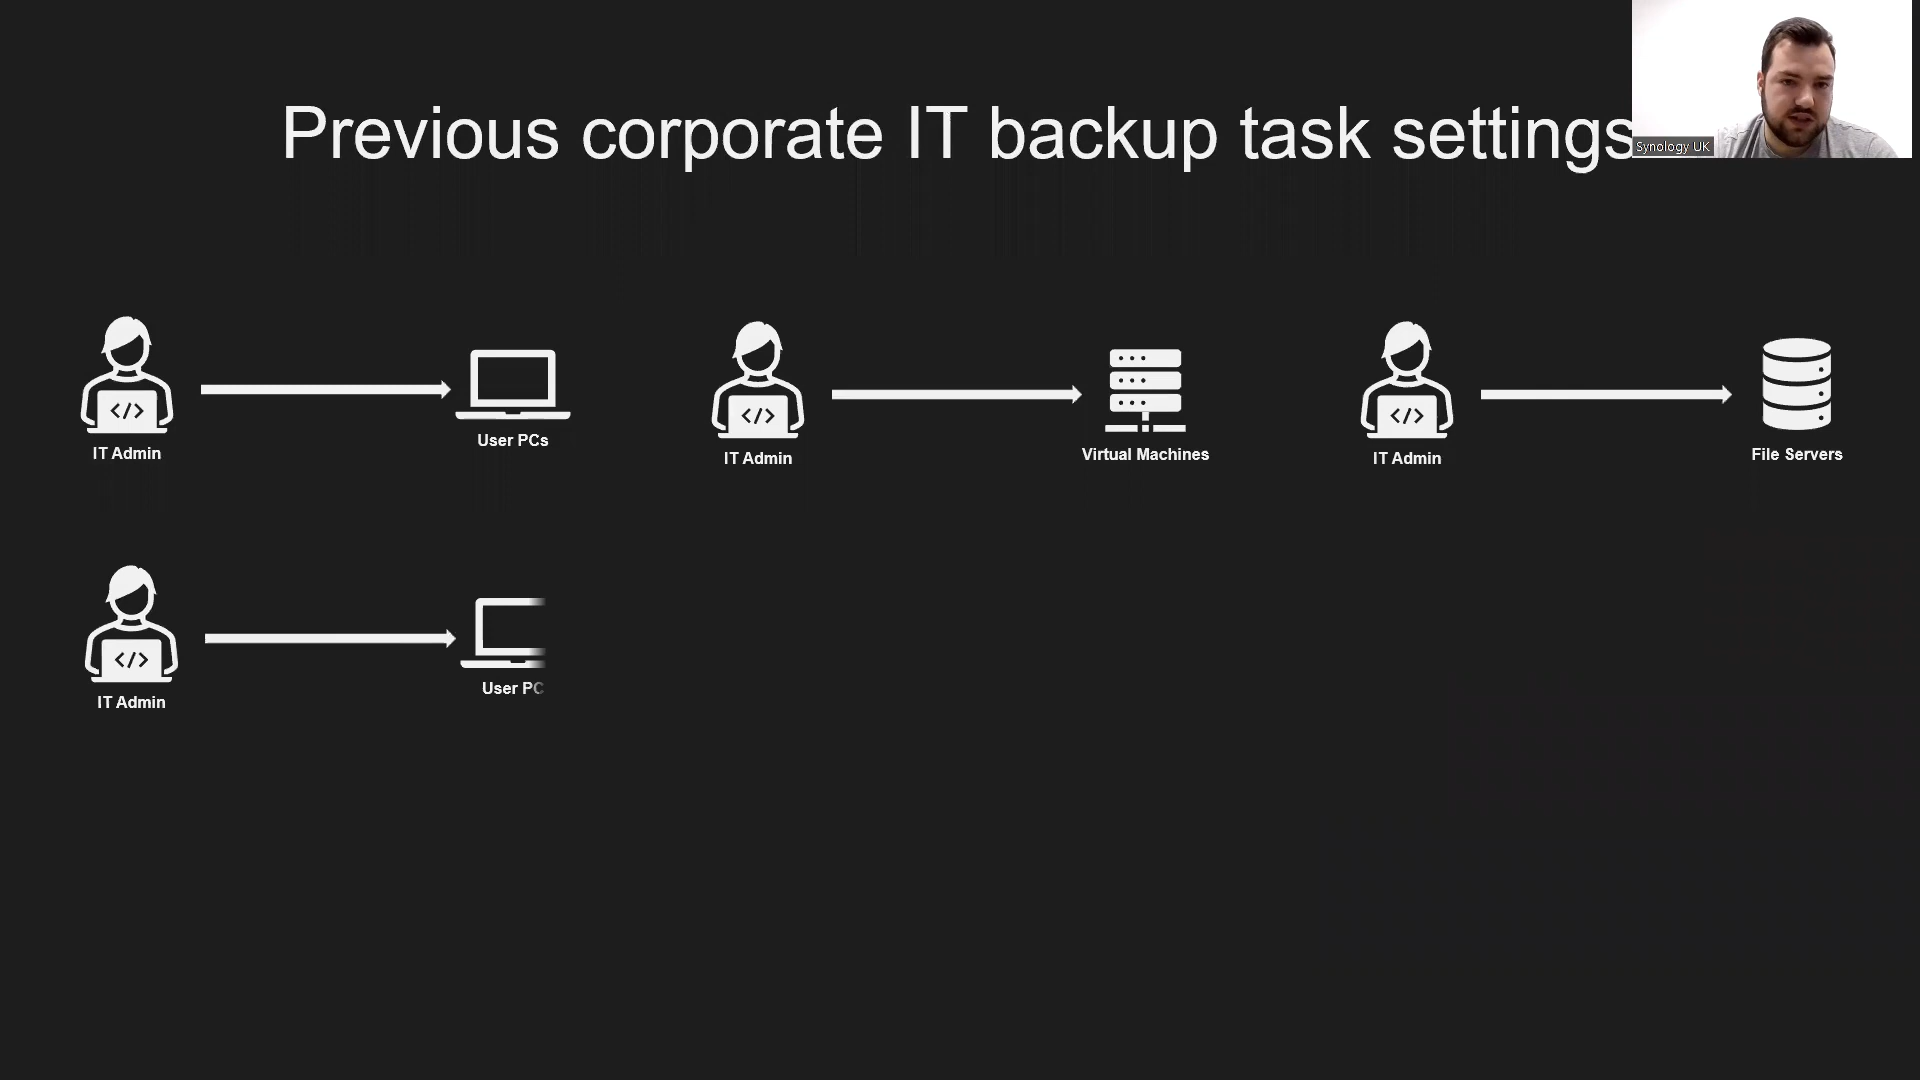 Previous corporate IT backup task settings
Synology UK
IT Admin
User PCs
IT Admin
Virtual Machines
IT Admin
File Servers
IT Admin
User PC